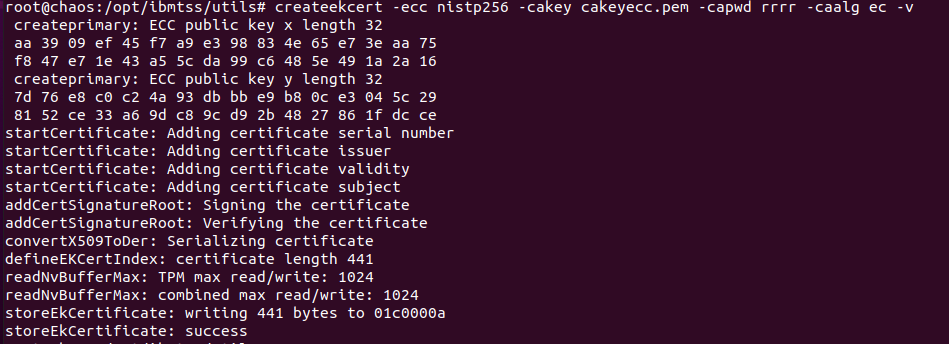 root@chaos:/opt/ibmtss/utils# createekcert -ecc nistp256 -cakey cakeyecc.pem -capwd rrrr -caalg ec -v
createprimary: ECC public key x length 32
aa 39 09 ef 45 f7 a9 e3 98 83 4e 65 e7 3e aa 75
f8 47 e7 1e 43 a5 5c da 99 c6 48 5e 49 1a 2a 16
createprimary: ECC public key y length 32
7d 76 e8 c0 c2 4a 93 db bb e9 b8 0c e3 04 5c 29
81 52 ce 33 a6 9d c8 9c d9 2b 48 27 86 1f dc ce
startCertificate: Adding certificate serial number
startCertificate: Adding certificate issuer
startCertificate: Adding certificate validity
startCertificate: Adding certificate subject
addCertSignatureRoot: Signing the certificate
addCertSignatureRoot: Verifying the certificate
convertX509ToDer: Serializing certificate
defineEKCertIndex: certificate length 441
readNvBufferMax: TPM max read/write: 1024
readNvBufferMax: combined max read/write: 1024
storeEkCertificate: writing 441 bytes to 01c0000a
storeEkCertificate: success